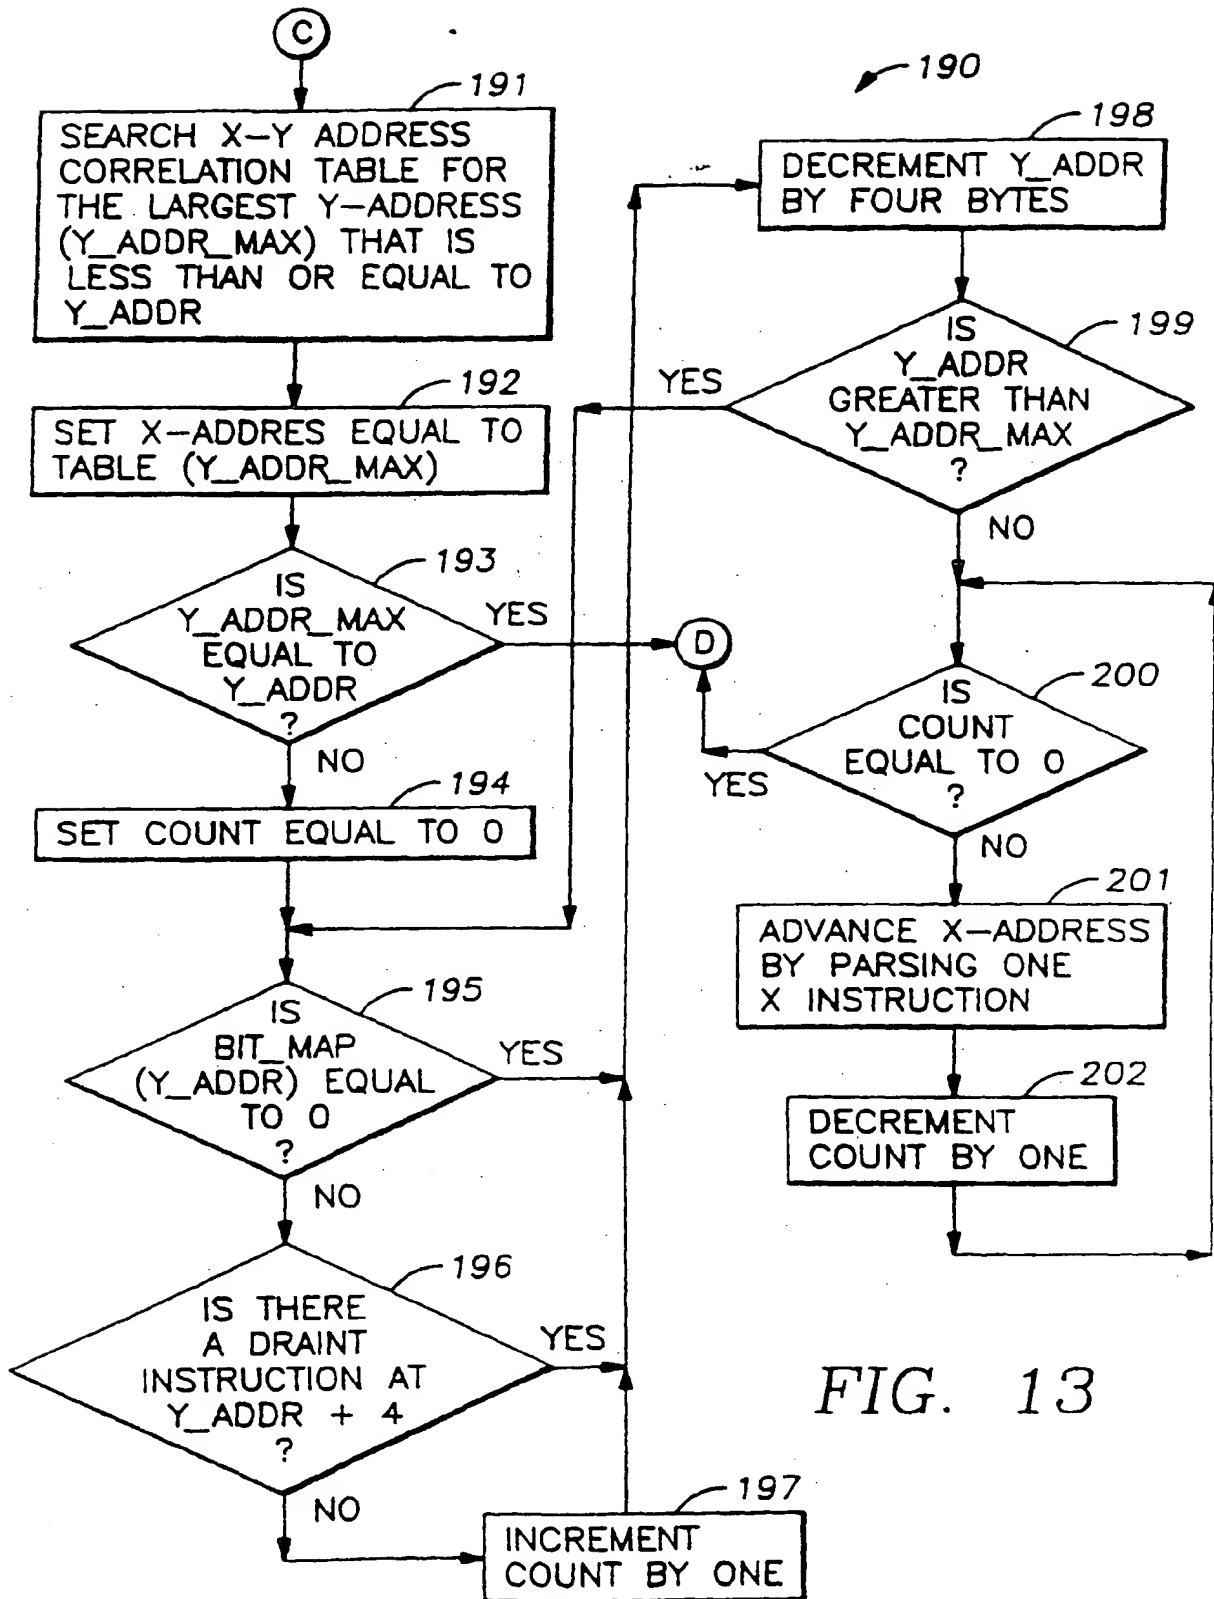 C
191
SEARCH X-Y ADDRESS
CORRELATION TABLE FOR
THE LARGEST Y-ADDRESS
(Y_ADDR_MAX) THAT IS
LESS THAN OR EQUAL TO
Y_ADDR
192
SET X-ADDRES EQUAL TO
TABLE (Y_ADDR_MAX)
193
IS
Y_ADDR_MAX
EQUAL TO
Y_ADDR
?
YES
NO
D
194
SET COUNT EQUAL TO 0
195
IS
BIT_MAP
(Y_ADDR) EQUAL
TO 0
?
YES
NO
196
IS THERE
A DRAINT
INSTRUCTION AT
Y_ADDR + 4
?
YES
NO
197
INCREMENT
COUNT BY ONE
190
198
DECREMENT Y_ADDR
BY FOUR BYTES
199
IS
Y_ADDR
GREATER THAN
Y_ADDR_MAX
?
YES
NO
200
IS
COUNT
EQUAL TO 0
?
YES
NO
201
ADVANCE X-ADDRESS
BY PARSING ONE
X INSTRUCTION
202
DECREMENT
COUNT BY ONE
FIG. 13